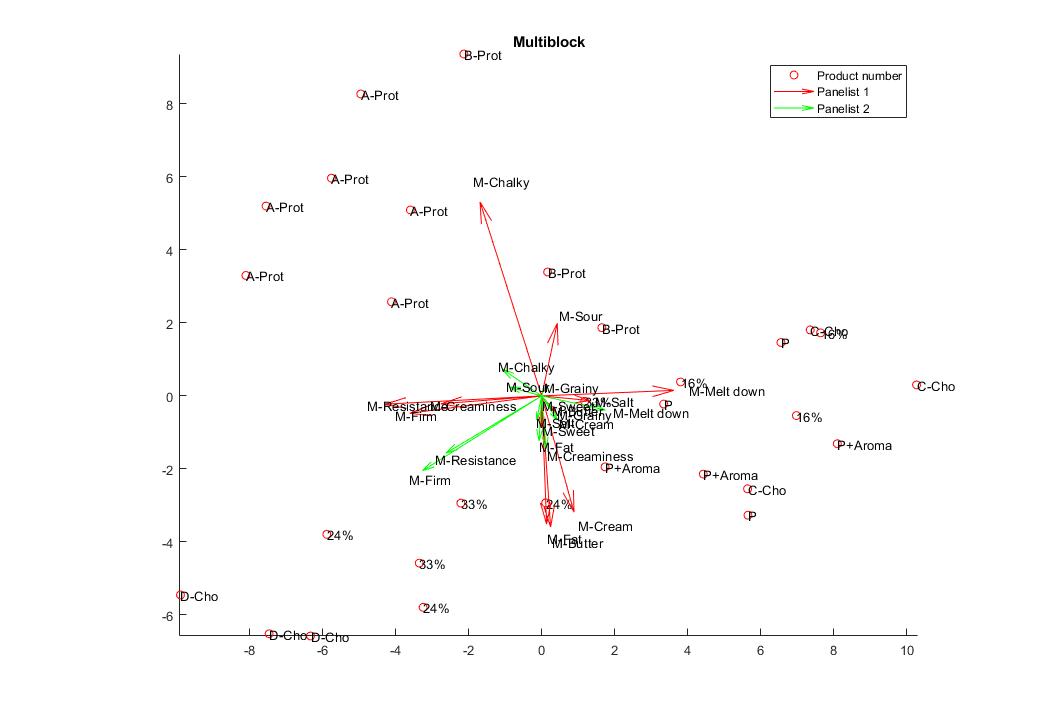 Multiblock
B-Prot
Product number
Panelist 1
Panelist 2
8
A-Prot
6
A-Prot
M-Chalky
A-Prot
A-Prot
4
A-Prot
B-Prot
A-Prot
2
M-Sour
B-Prot
C-Cho
16%
P
M-Chalky
0
M-Sour
M-Grainy
16%
M-Melt down
C-Cho
M-Resistance
M-Creaminess
M-Firm
M-Sweet
33%
M-Salt
P
M-Grainy
M-Melt down
16%
M-Salt
M-Cream
M-Sweet
M-Fat
P+Aroma
M-Resistance
M-Creaminess
-2
M-Firm
P+Aroma
P+Aroma
C-Cho
33%
24%
P
M-Cream
24%
M-Fat
M-Butter
-4
33%
D-Cho
24%
-6
D-Cho
D-Cho
-8
-6
-4
-2
0
2
4
6
8
10